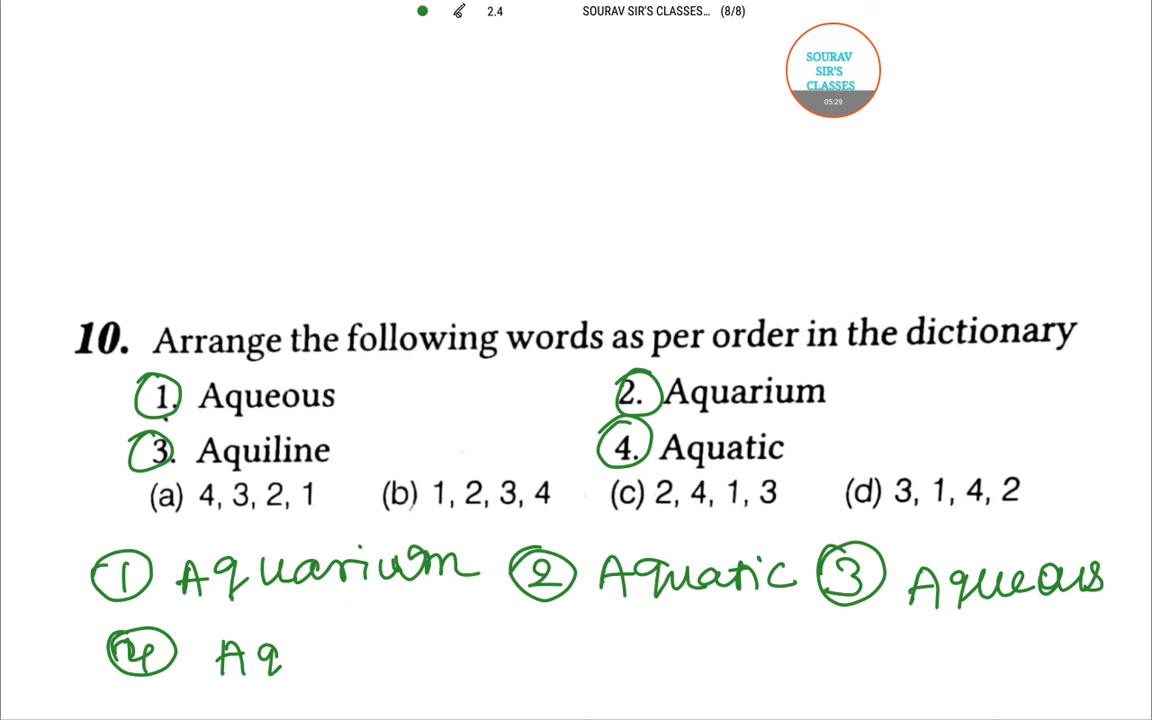 2.4 SOURAV SIR'S CLASSES... (8/8)
SOURAV
SIR'S
CLASSES
05:29
10. Arrange the following words as per order in the dictionary
1. Aqueous 2. Aquarium
3. Aquiline 4. Aquatic
(a) 4, 3, 2, 1 (b) 1, 2, 3, 4 (c) 2, 4, 1, 3 (d) 3, 1, 4, 2
1 Aquarium 2 Aquatic 3 Aqueous
4 Aq